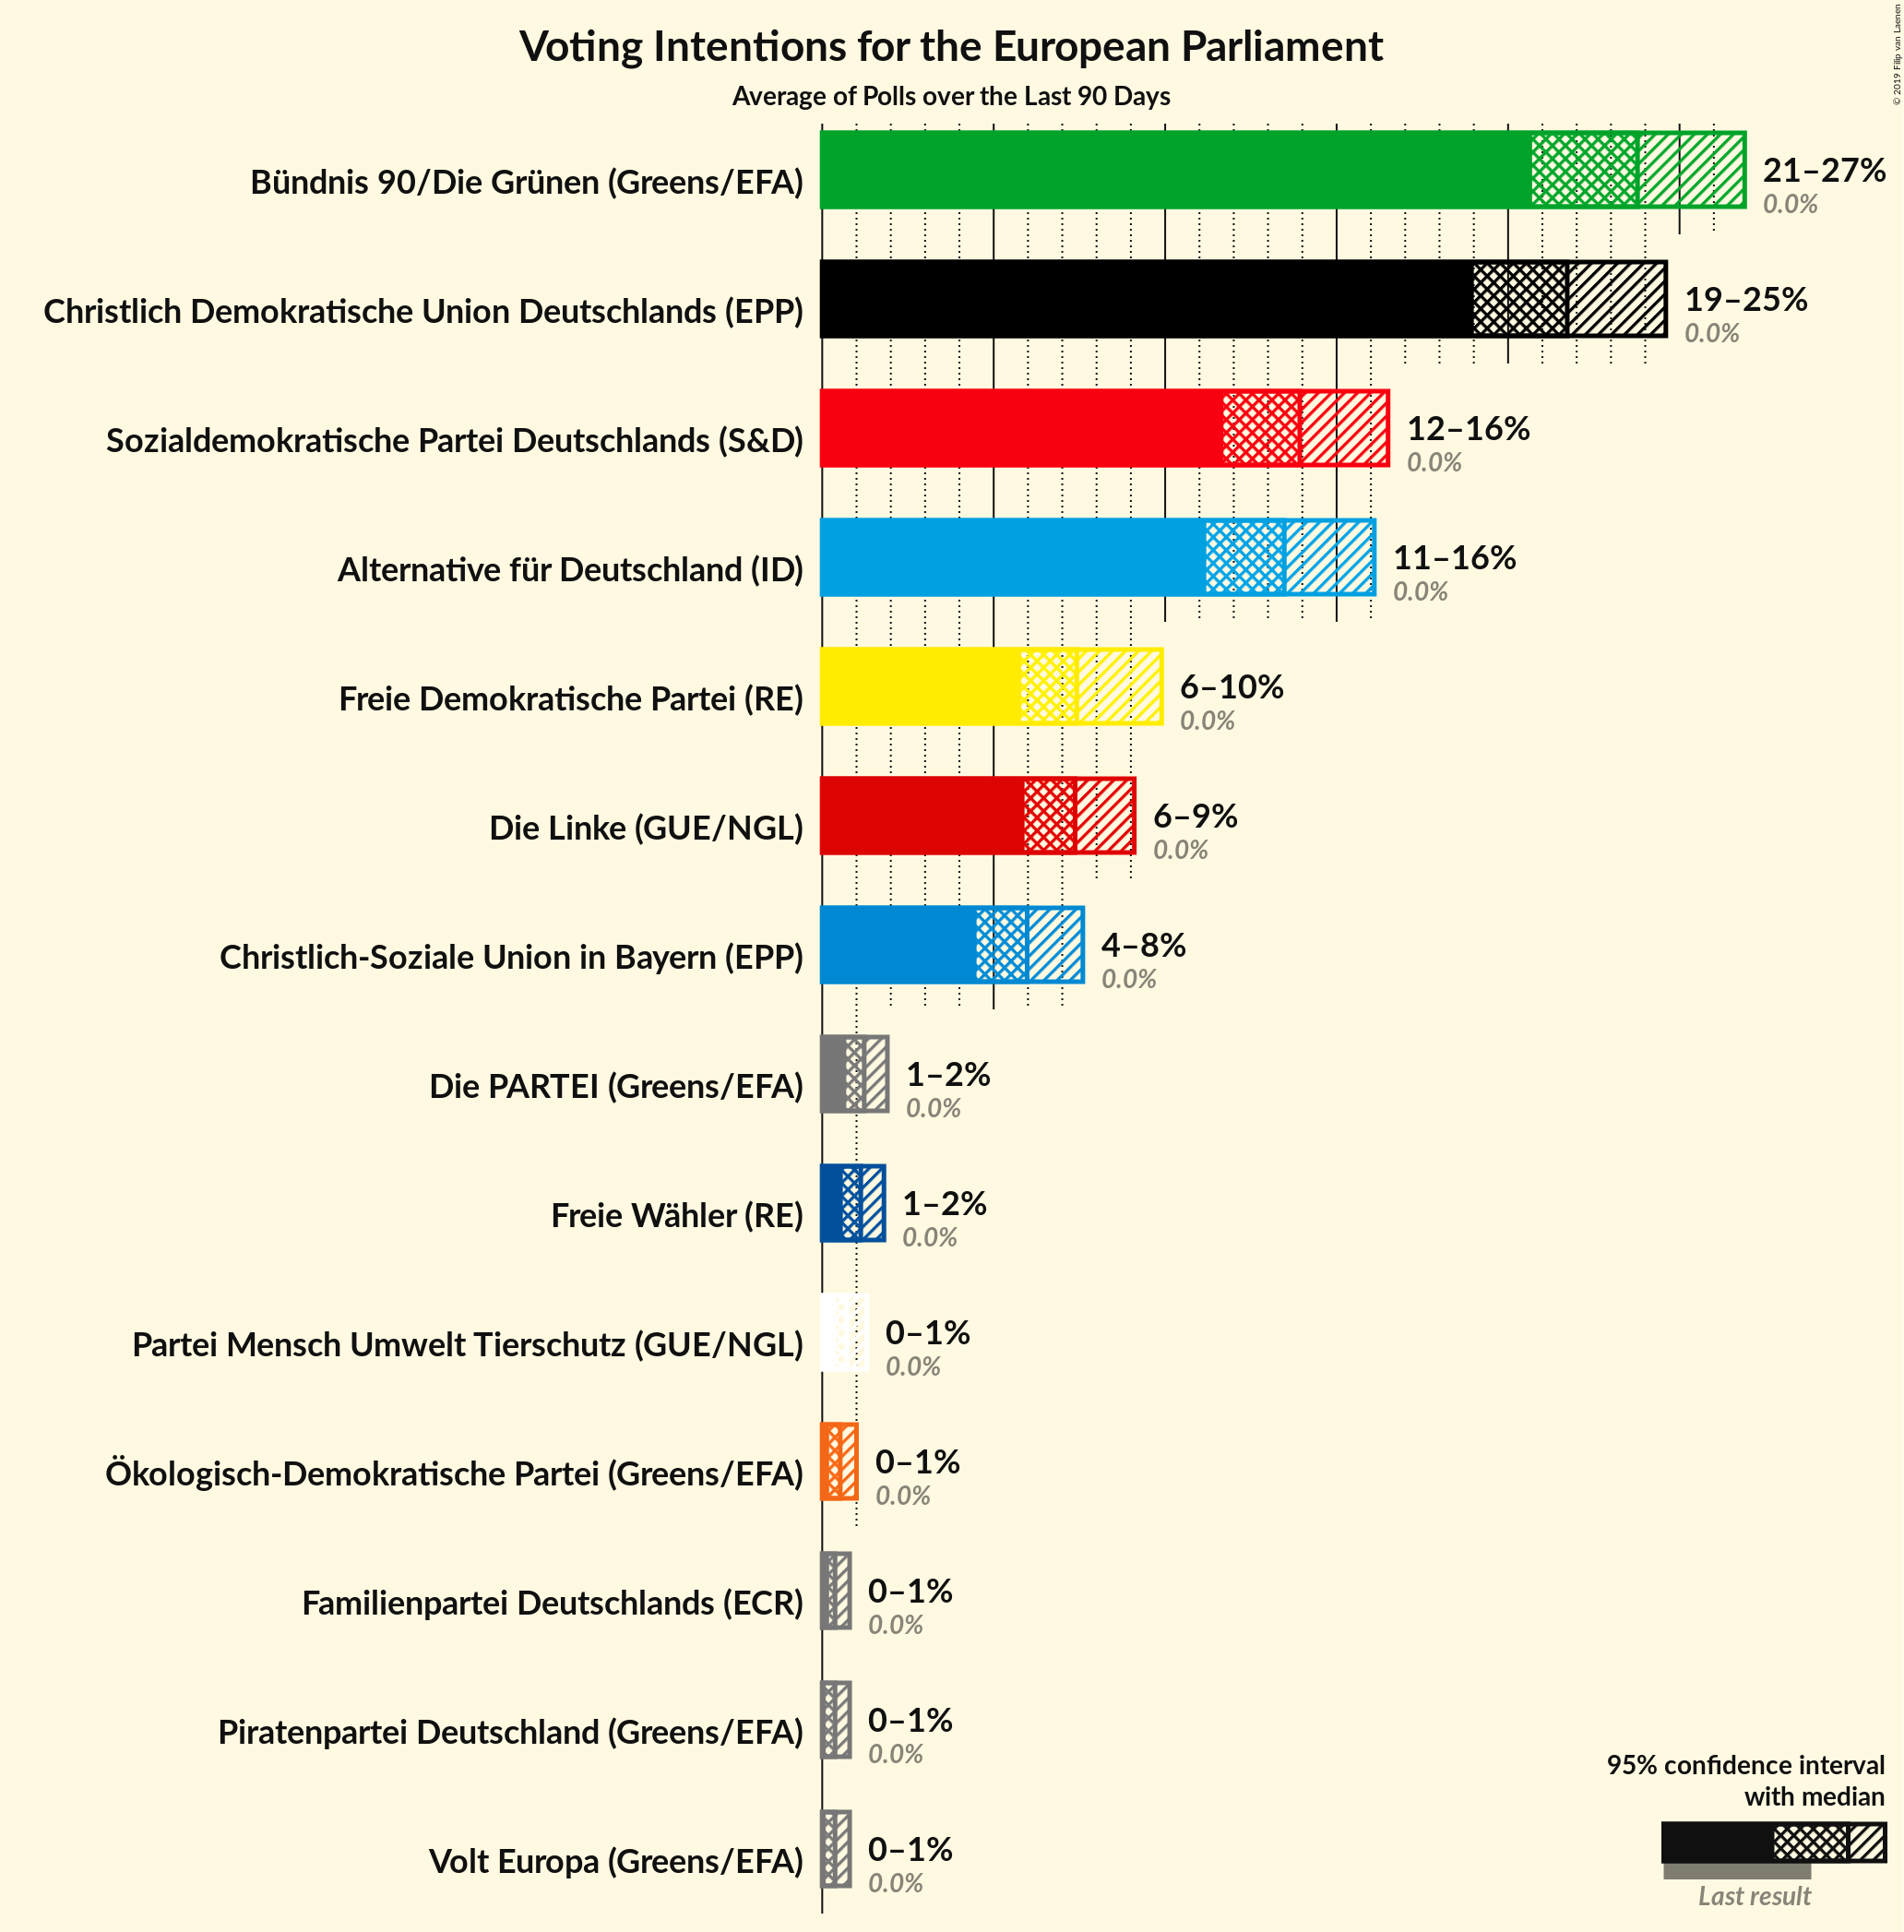 © 2019 Filip van Laenen
Voting Intentions for the European Parliament
Average of Polls over the Last 90 Days
Bündnis 90/Die Grünen (Greens/EFA)
21–27%
0.0%
Christlich Demokratische Union Deutschlands (EPP)
19–25%
0.0%
Sozialdemokratische Partei Deutschlands (S&D)
12–16%
0.0%
Alternative für Deutschland (ID)
11–16%
0.0%
Freie Demokratische Partei (RE)
6–10%
0.0%
Die Linke (GUE/NGL)
6–9%
0.0%
Christlich-Soziale Union in Bayern (EPP)
4–8%
0.0%
Die PARTEI (Greens/EFA)
1–2%
0.0%
Freie Wähler (RE)
1–2%
0.0%
Partei Mensch Umwelt Tierschutz (GUE/NGL)
0–1%
0.0%
Ökologisch-Demokratische Partei (Greens/EFA)
0–1%
0.0%
Familienpartei Deutschlands (ECR)
0–1%
0.0%
Piratenpartei Deutschland (Greens/EFA)
0–1%
0.0%
Volt Europa (Greens/EFA)
0–1%
0.0%
95% confidence interval
with median
Last result